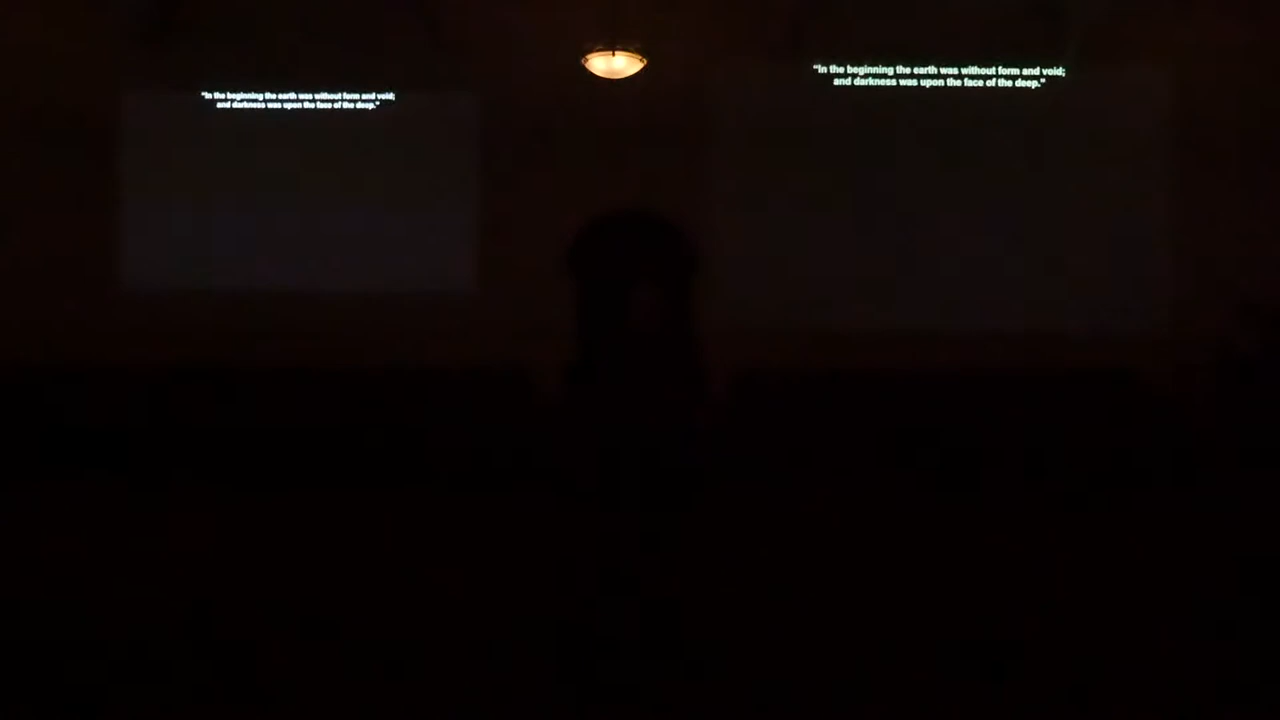 "In the beginning the earth was without form and void;
and darkness was upon the face of the deep."
"In the beginning the earth was without form and void;
and darkness was upon the face of the deep."